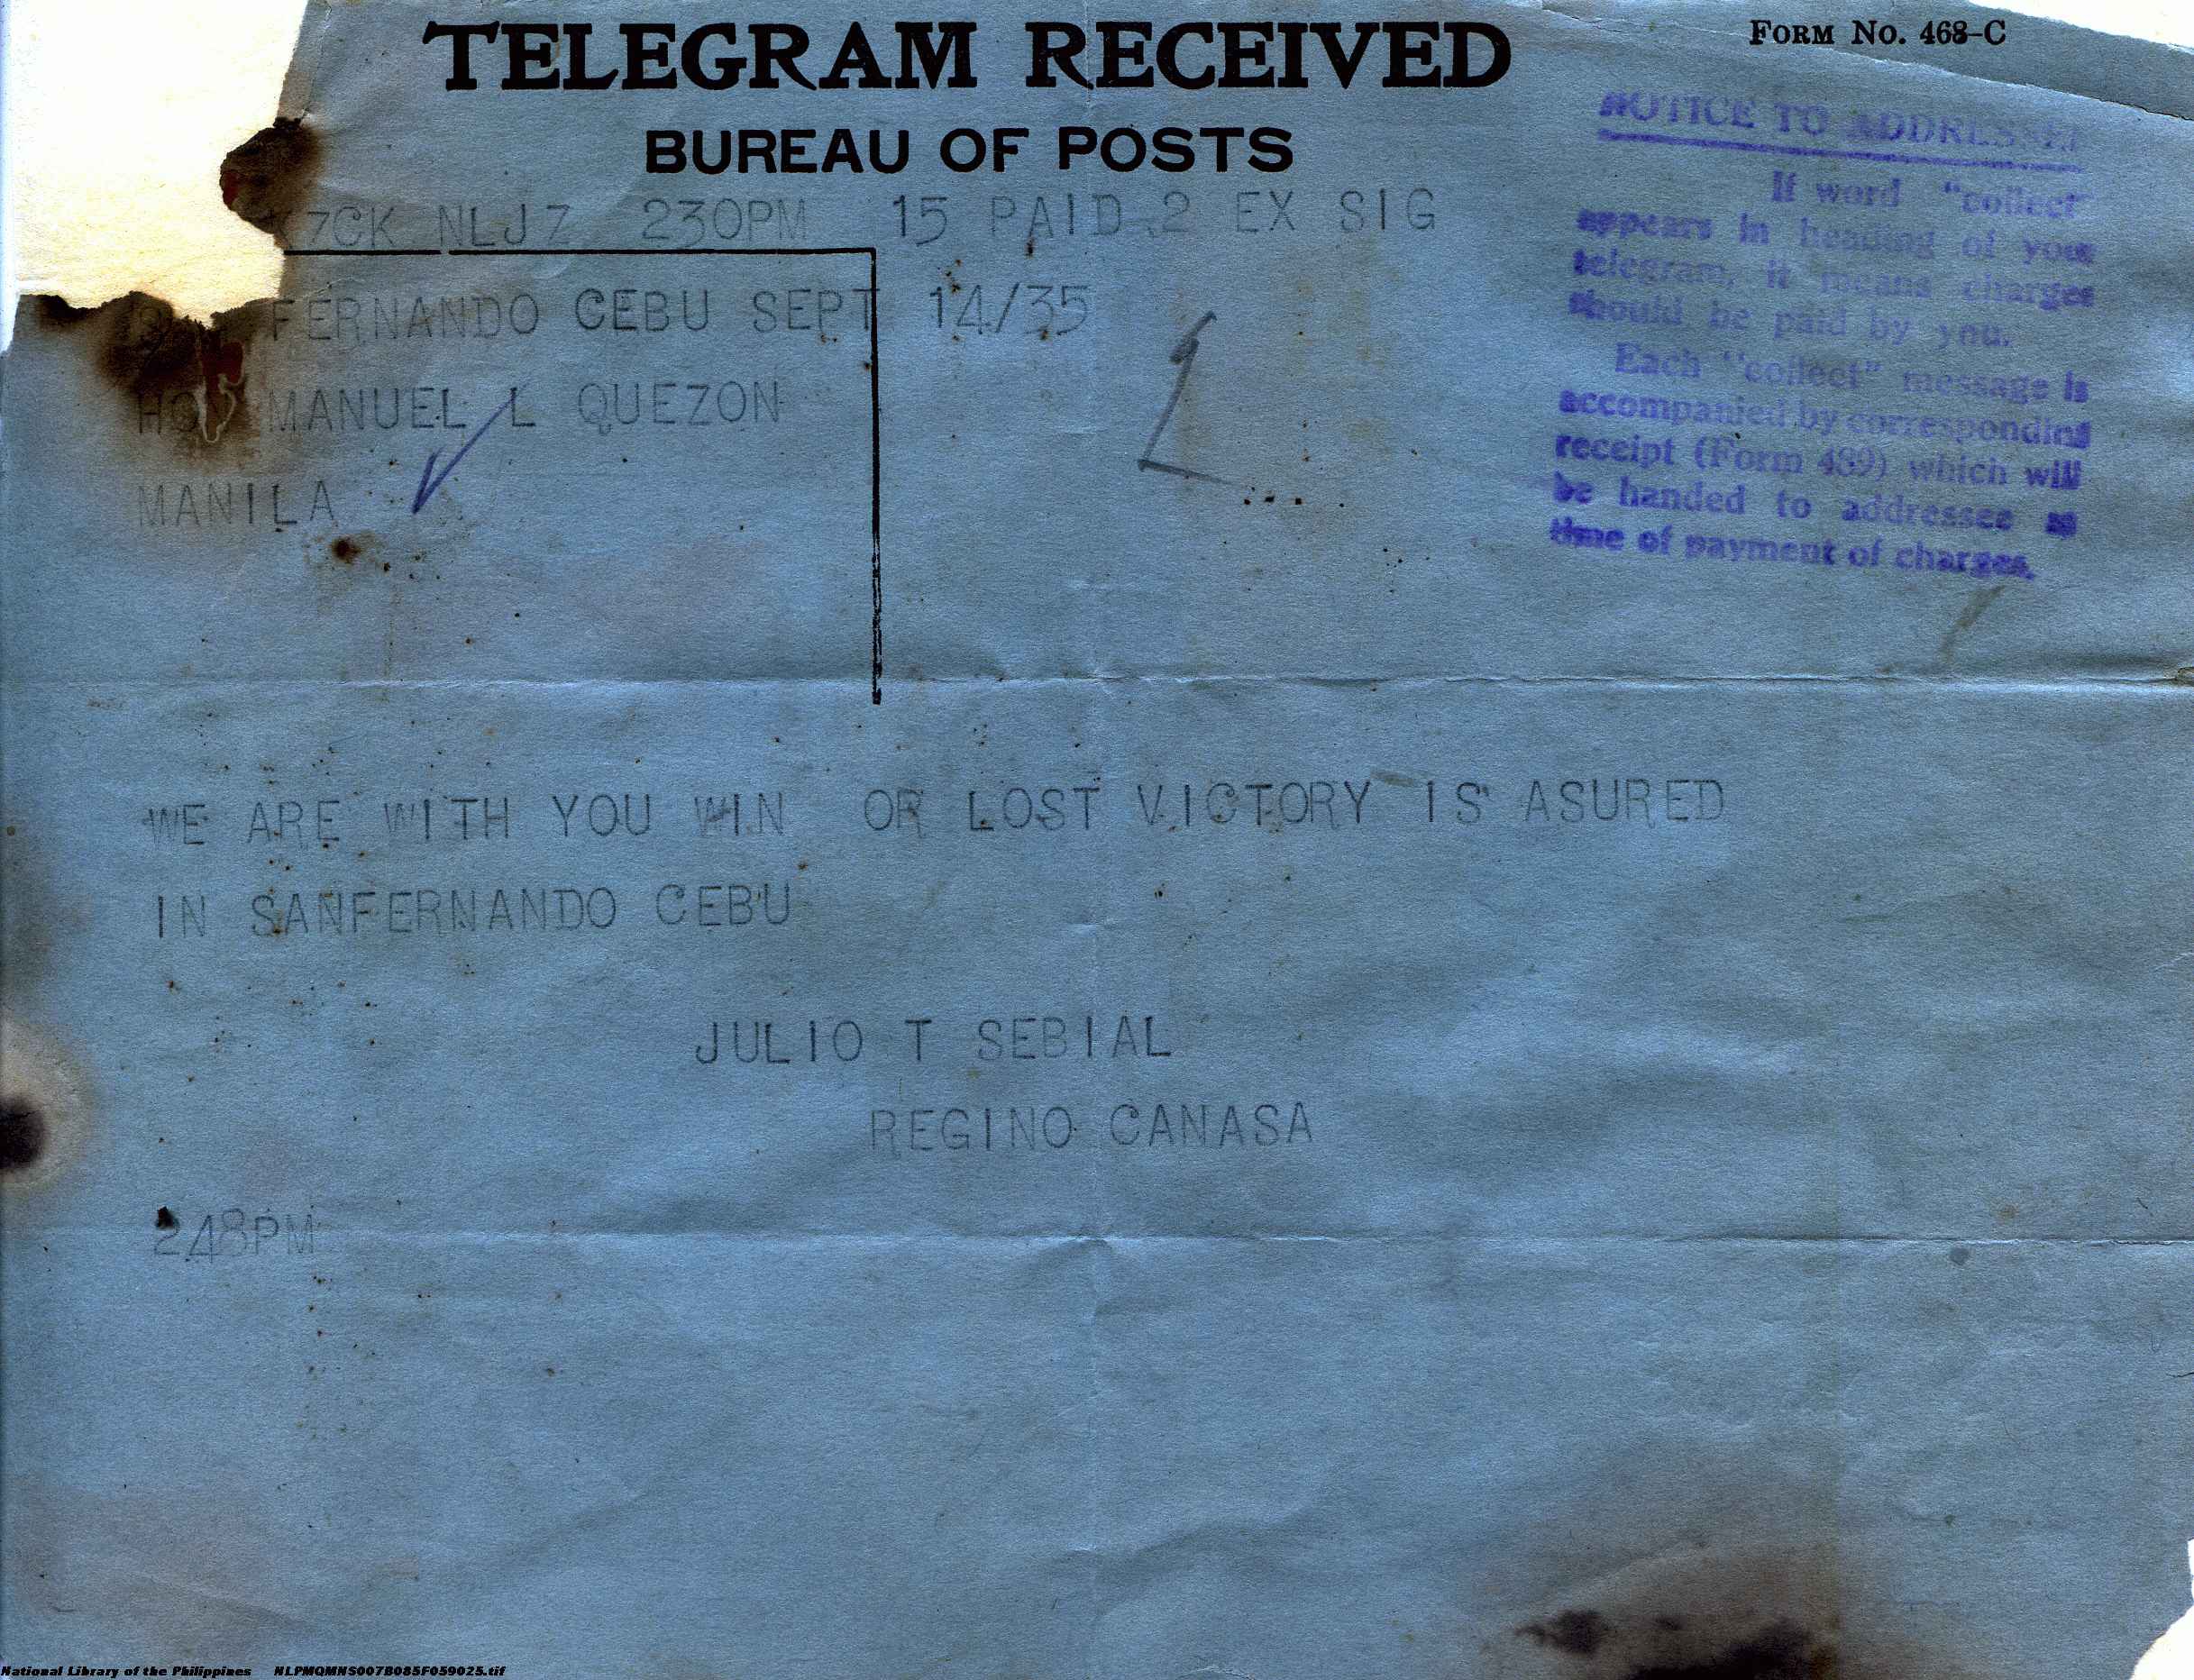 FORM NO. 468-C
TELEGRAM RECEIVED
BUREAU OF POSTS
NOTICE TO ADDRESSEE
If word "collect"
appears in heading of your
telegram, it means charges
should be paid by you.
Each "collect" message is
accompanied by corresponding
receipt (Form 489) which will
be handed to addressee at
time of payment of charges.
7CK NLJZ 230PM 15 PAID 2 EX SIG
FERNANDO CEBU SEPT 14/35
MANUEL L QUEZON
MANILA
WE ARE WITH YOU WIN OR LOST VICTORY IS ASURED
IN SANFERNANDO CEBU
JULIO T SEBIAL
REGINO CANASA
248PM
National Library of the Philippines NLPMQMNS007B085F059025.tif